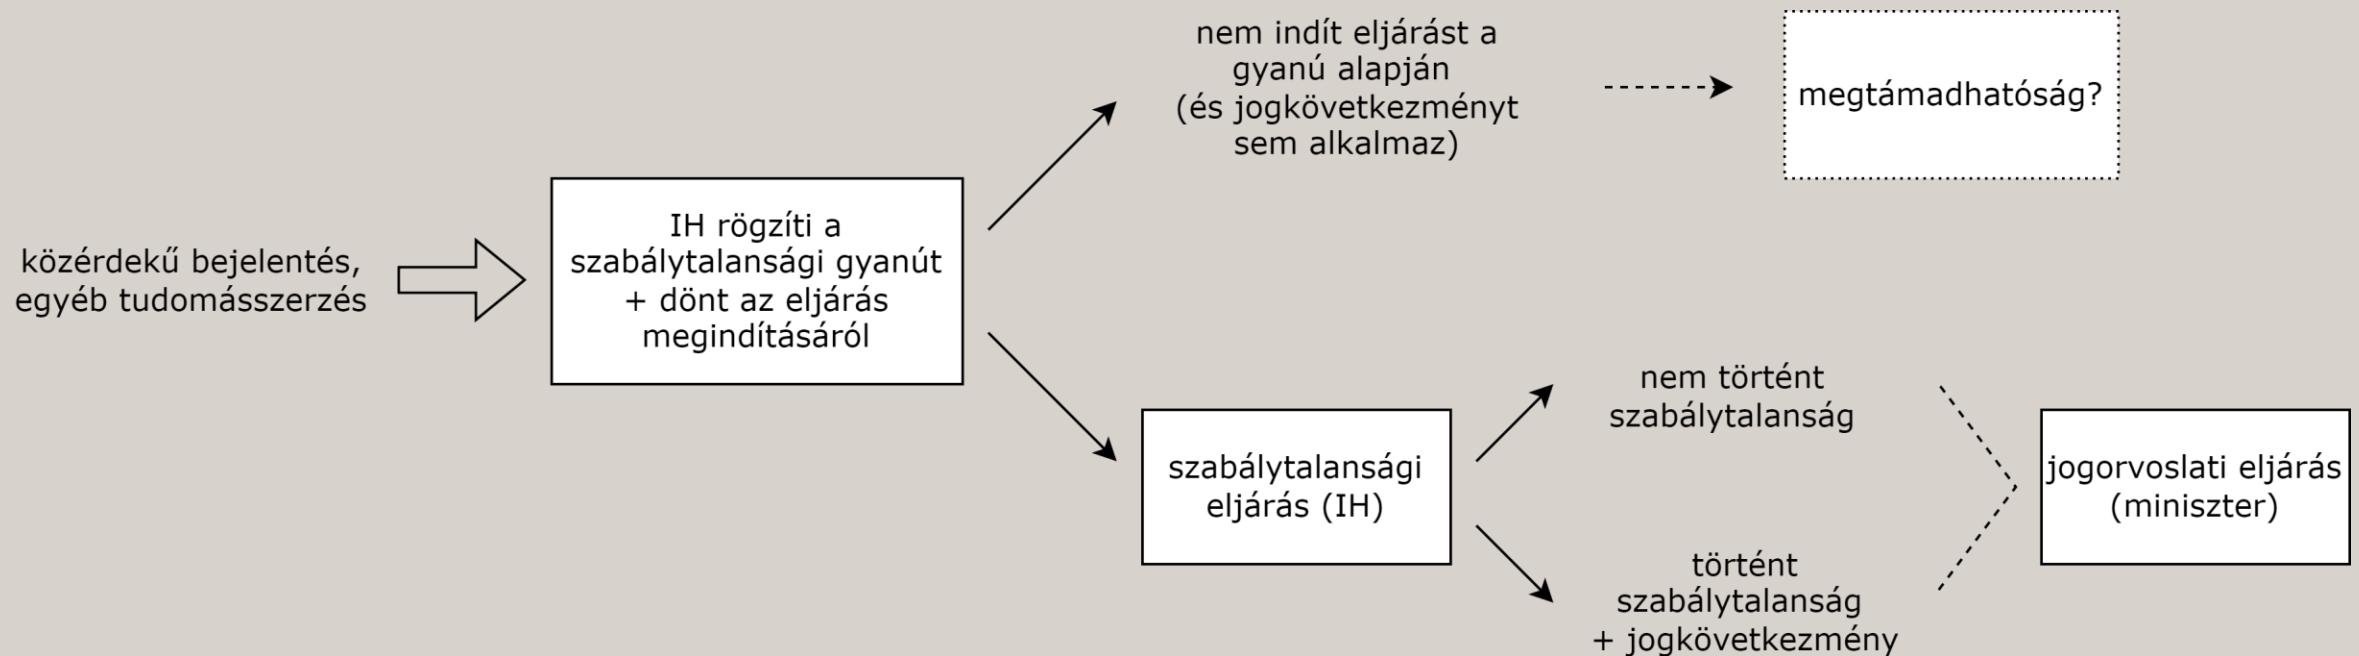 közérdekű bejelentés,
egyéb tudomásszerzés
IH rögzíti a
szabálytalansági gyanút
+ dönt az eljárás
megindításáról
nem indít eljárást a
gyanú alapján
(és jogkövetkezményt
sem alkalmaz)
megtámadhatóság?
szabálytalansági
eljárás (IH)
nem történt
szabálytalanság
történt
szabálytalanság
+ jogkövetkezmény
jogorvoslati eljárás
(miniszter)